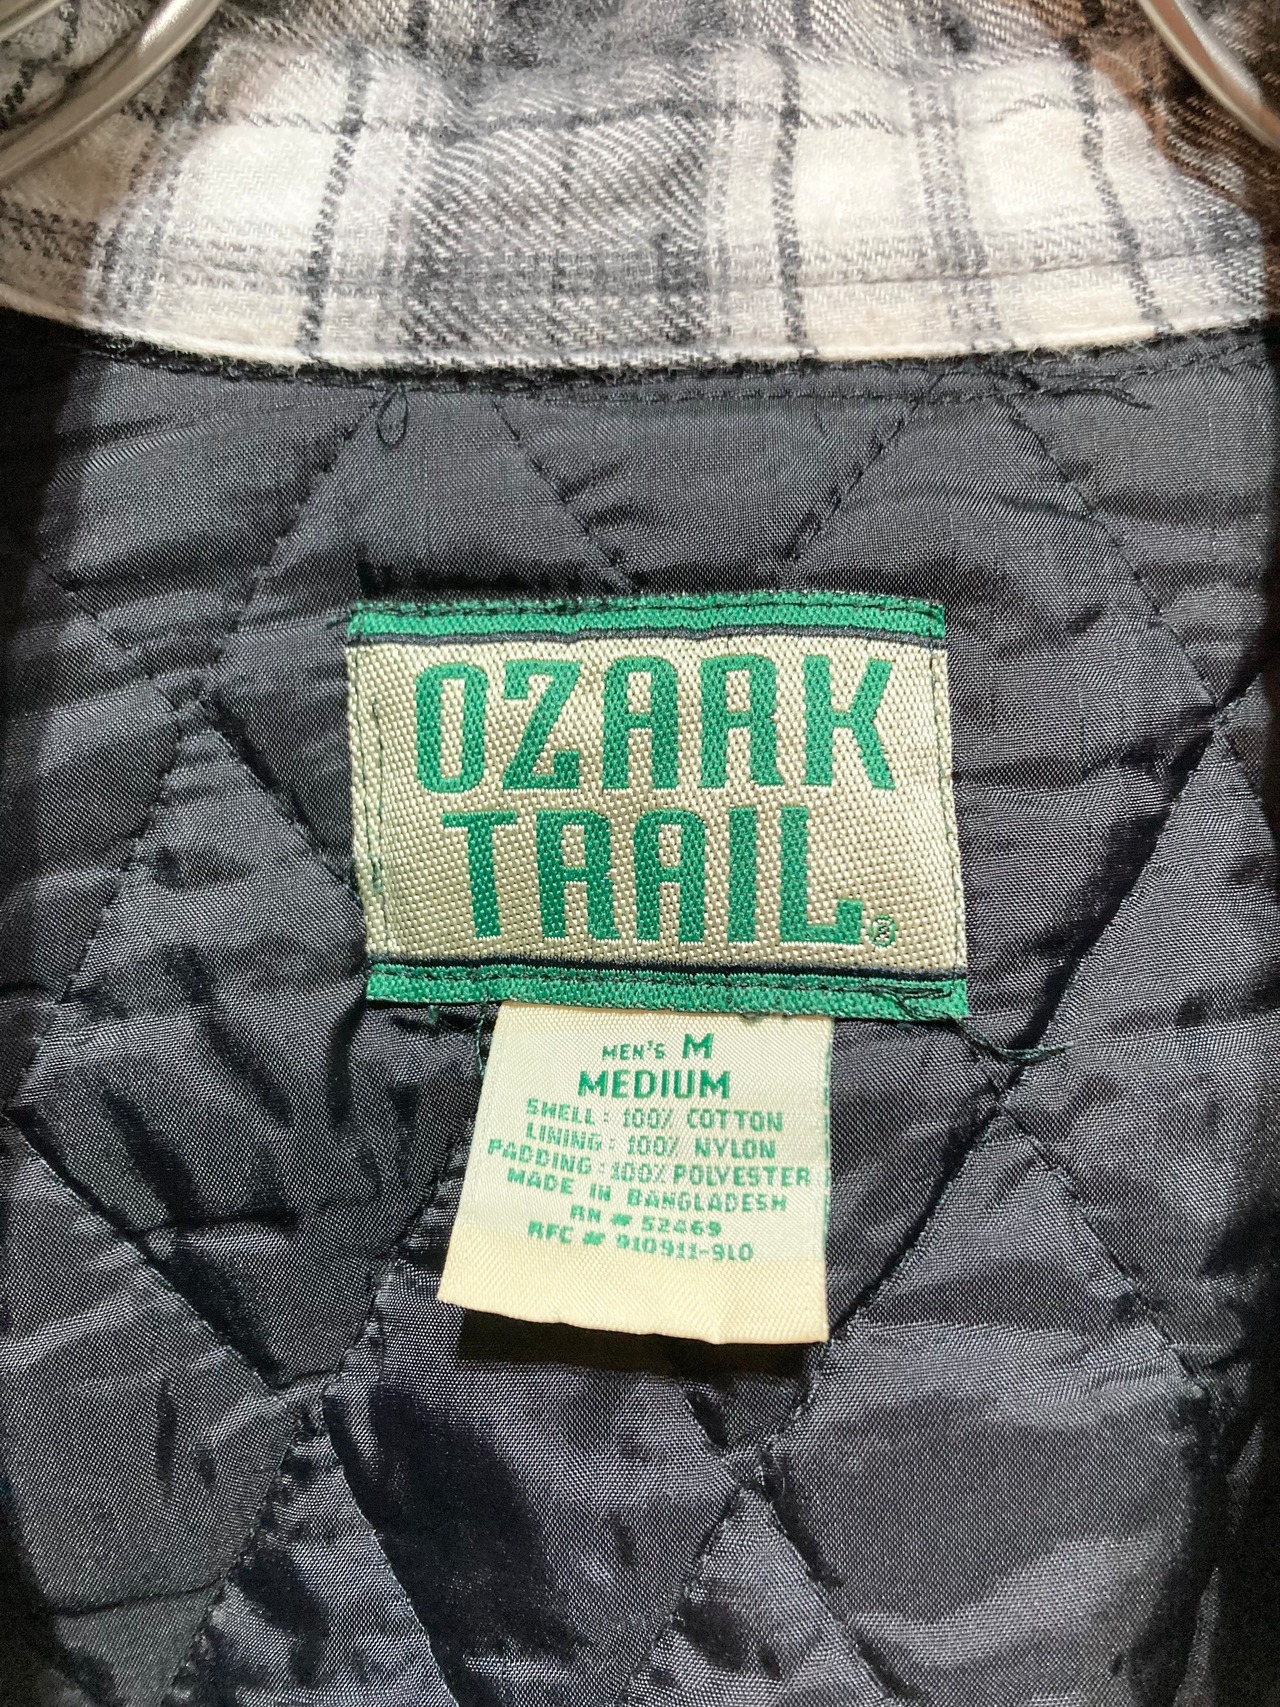 OZARK
TRAIL®
MEN'S M
MEDIUM
SHELL: 100% COTTON
LINING: 100% NYLON
PADDING: 100% POLYESTER
MADE IN BANGLADESH
RN # 52469
RFC # 910911-9LO